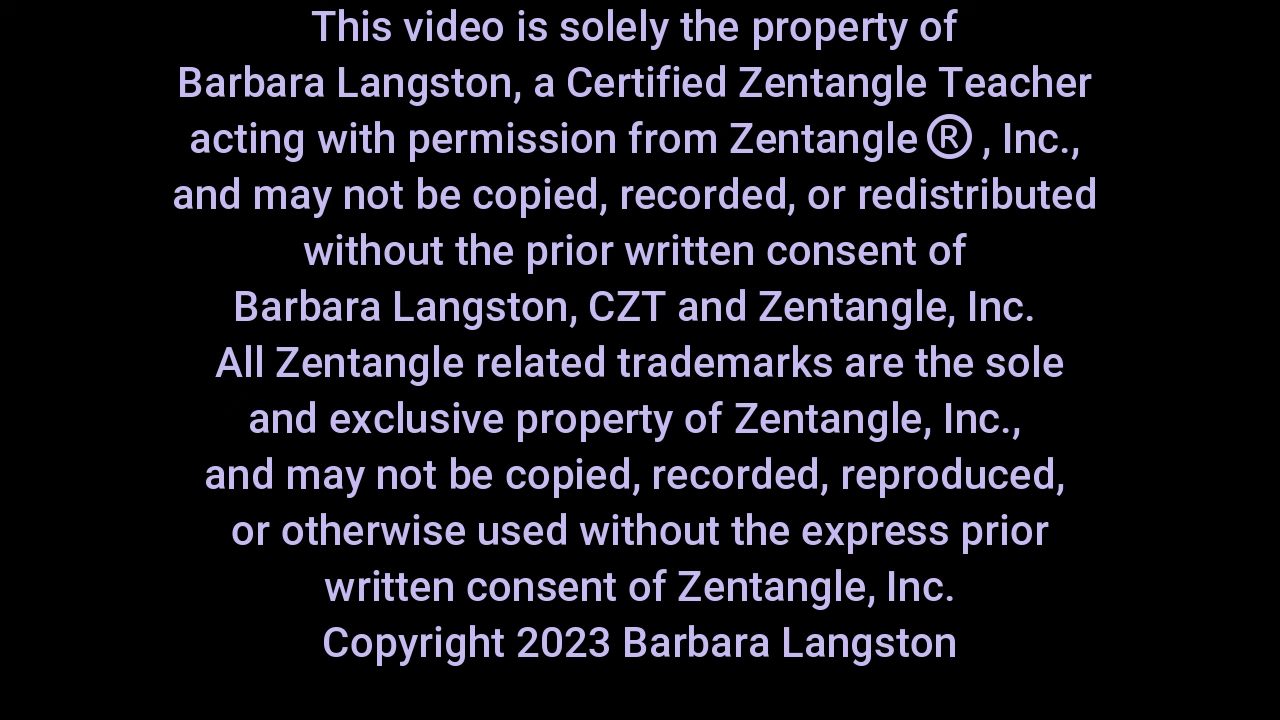 This video is solely the property of
Barbara Langston, a Certified Zentangle Teacher
acting with permission from Zentangle ® , Inc.,
and may not be copied, recorded, or redistributed
without the prior written consent of
Barbara Langston, CZT and Zentangle, Inc.
All Zentangle related trademarks are the sole
and exclusive property of Zentangle, Inc.,
and may not be copied, recorded, reproduced,
or otherwise used without the express prior
written consent of Zentangle, Inc.
Copyright 2023 Barbara Langston